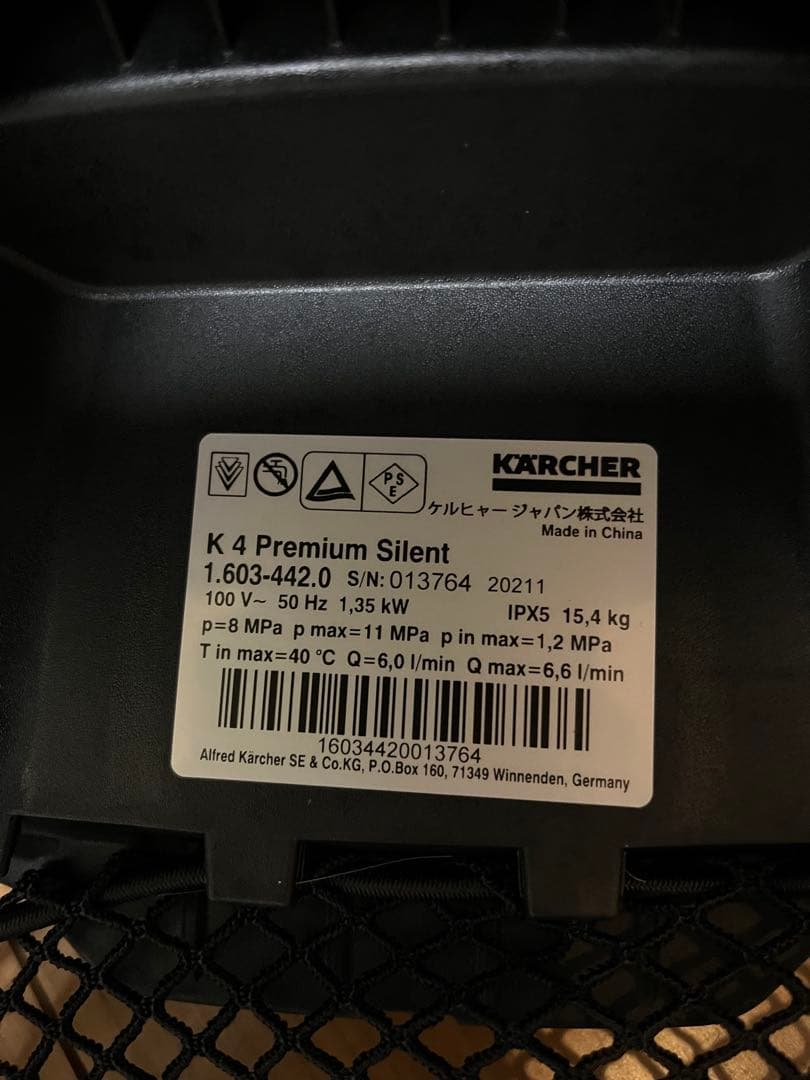 P S E
KÄRCHER
ケルヒャー ジャパン株式会社
Made in China
K 4 Premium Silent
1.603-442.0 S/N: 013764 20211
100 V~ 50 Hz 1,35 kW IPX5 15,4 kg
p=8 MPa p max=11 MPa p in max=1,2 MPa
T in max=40 °C Q=6,0 l/min Q max=6,6 l/min
16034420013764
Alfred Kärcher SE & Co.KG, P.O.Box 160, 71349 Winnenden, Germany